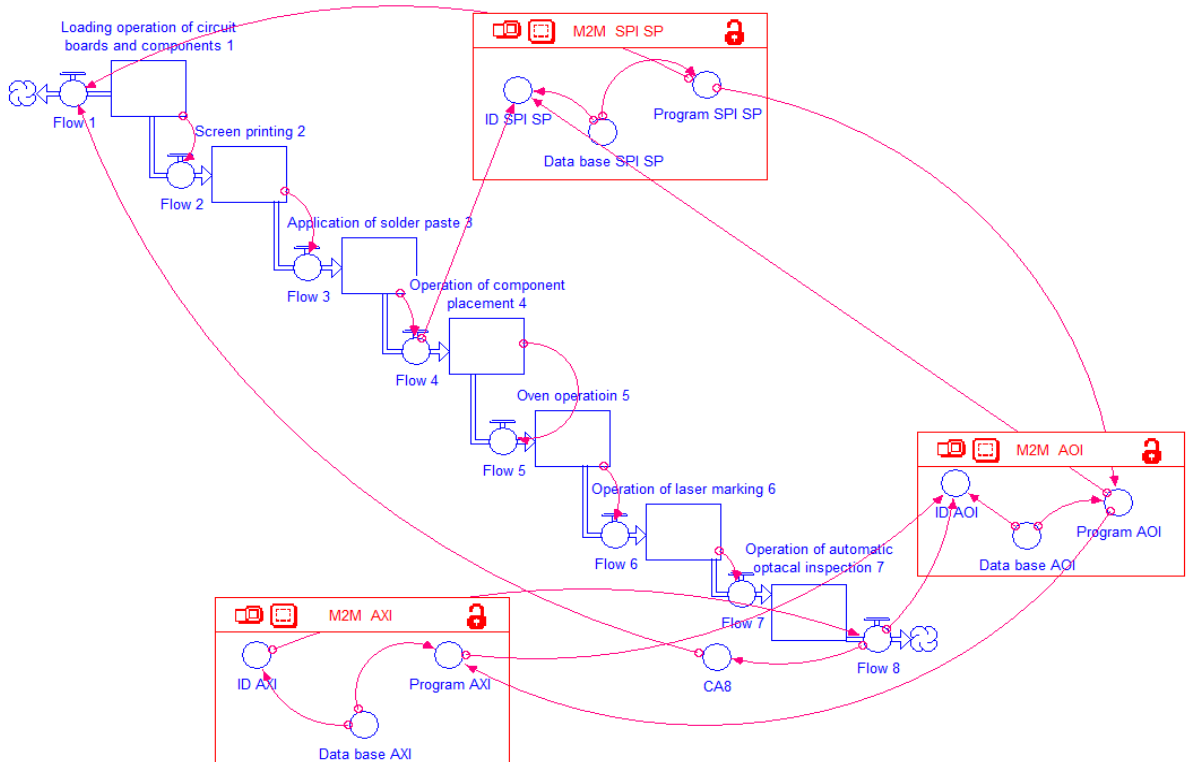 Loading operation of circuit
boards and components 1
Flow 1
M2M SPI SP
ID SPI SP
Program SPI SP
Data base SPI SP
Screen printing 2
Flow 2
Application of solder paste 3
Flow 3
Operation of component
placement 4
Flow 4
Oven operatioin 5
Flow 5
M2M AOI
ID AOI
Program AOI
Data base AOI
Operation of laser marking 6
Flow 6
Operation of automatic
optacal inspection 7
Flow 7
M2M AXI
ID AXI
Program AXI
Data base AXI
CA8
Flow 8